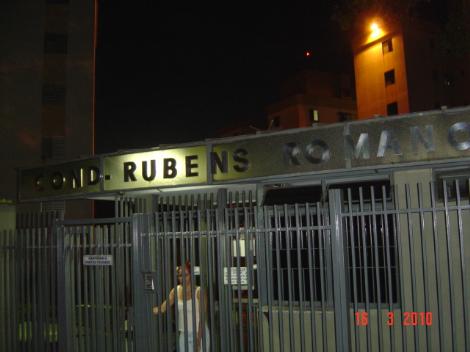 COND. RUBENS ROMANO
16 3 2010